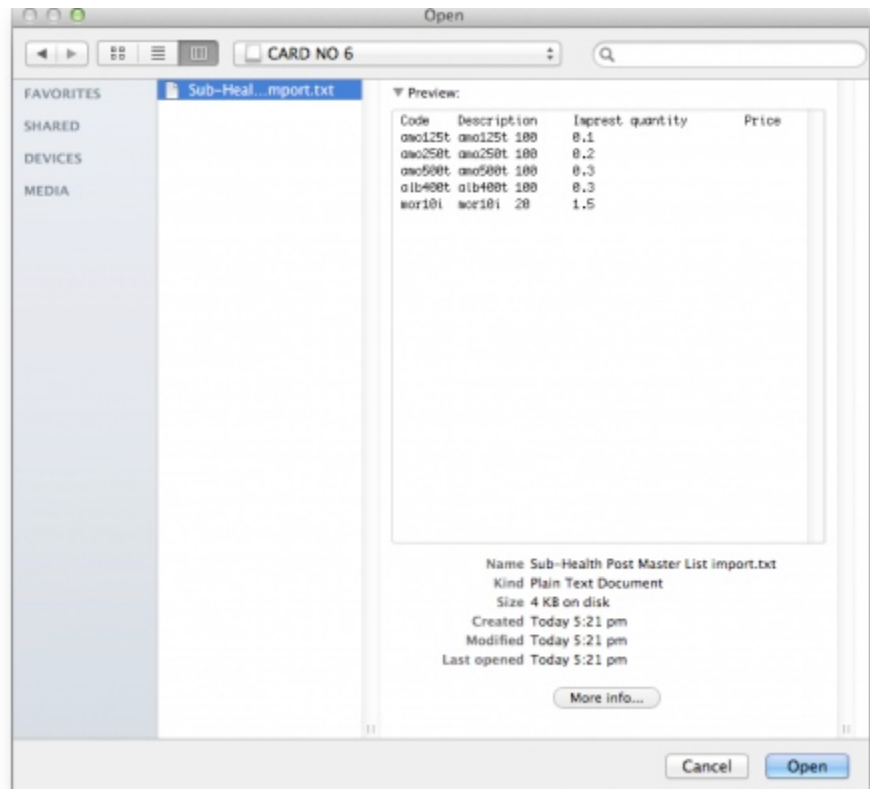 Open
CARD NO 6
FAVORITES
SHARED
DEVICES
MEDIA
Sub-Heal...mport.txt
Preview:
Code Description Imprest quantity Price
amo125t amo125t 100 0.1
amo250t amo250t 100 0.2
amo500t amo500t 100 0.3
alb400t alb400t 100 0.3
mor10i mor10i 20 1.5
Name Sub-Health Post Master List import.txt
Kind Plain Text Document
Size 4 KB on disk
Created Today 5:21 pm
Modified Today 5:21 pm
Last opened Today 5:21 pm
More info...
Cancel
Open